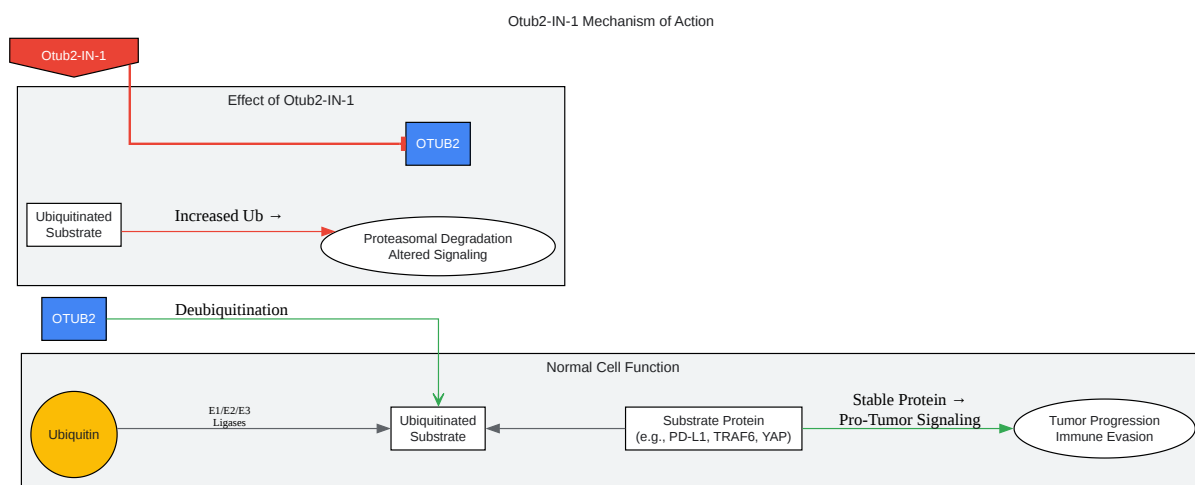 Otub2-IN-1 Mechanism of Action
Otub2-IN-1
Effect of Otub2-IN-1
OTUB2
Ubiquitinated
Substrate
Increased Ub →
Proteasomal Degradation
Altered Signaling
OTUB2
Deubiquitination
Normal Cell Function
Ubiquitin
E1/E2/E3
Ligases
Ubiquitinated
Substrate
Substrate Protein
(e.g., PD-L1, TRAF6, YAP)
Stable Protein →
Pro-Tumor Signaling
Tumor Progression
Immune Evasion